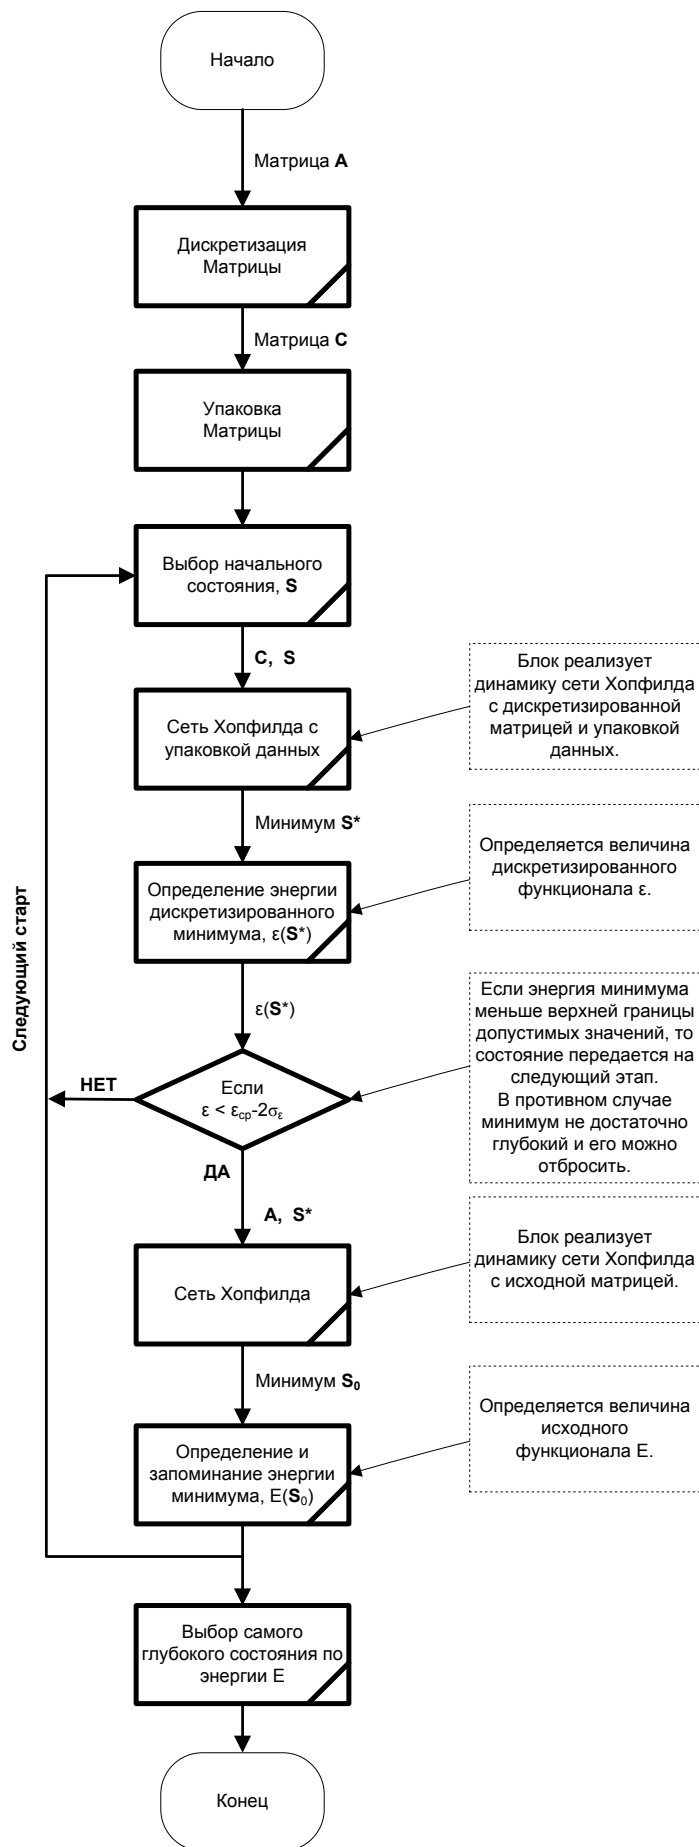 Начало
Матрица A
Дискретизация
Матрицы
Матрица C
Упаковка
Матрицы
Выбор начального
состояния, S
C, S
Блок реализует
динамику сети Хопфилда
с дискретизированной
матрицей и упаковкой
данных.
Сеть Хопфилда с
упаковкой данных
Минимум S*
Определяется величина
дискретизированного
функционала ε.
Определение энергии
дискретизированного
минимума, ε(S*)
Следующий старт
ε(S*)
Если энергия минимума
меньше верхней границы
допустимых значений, то
состояние передается на
следующий этап.
В противном случае
минимум не достаточно
глубокий и его можно
отбросить.
НЕТ
Если
ε < εср-2σε
ДА
A, S*
Блок реализует
динамику сети Хопфилда
с исходной матрицей.
Сеть Хопфилда
Минимум S0
Определяется величина
исходного
функционала E.
Определение и
запоминание энергии
минимума, E(S0)
Выбор самого
глубокого состояния по
энергии E
Конец